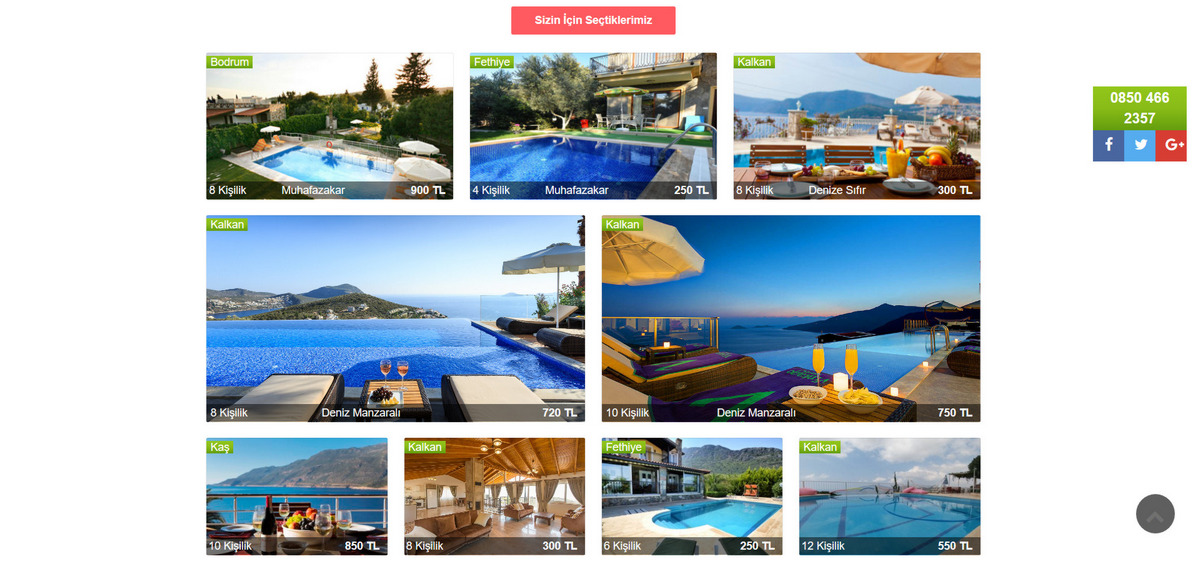 Sizin İçin Seçtiklerimiz
Bodrum
8 Kişilik Muhafazakar 900 TL
Fethiye
4 Kişilik Muhafazakar 250 TL
Kalkan
8 Kişilik Denize Sıfır 300 TL
0850 466
2357
f G+
Kalkan
8 Kişilik Deniz Manzaralı 720 TL
Kalkan
10 Kişilik Deniz Manzaralı 750 TL
Kaş
10 Kişilik 850 TL
Kalkan
8 Kişilik 300 TL
Fethiye
6 Kişilik 250 TL
Kalkan
12 Kişilik 550 TL